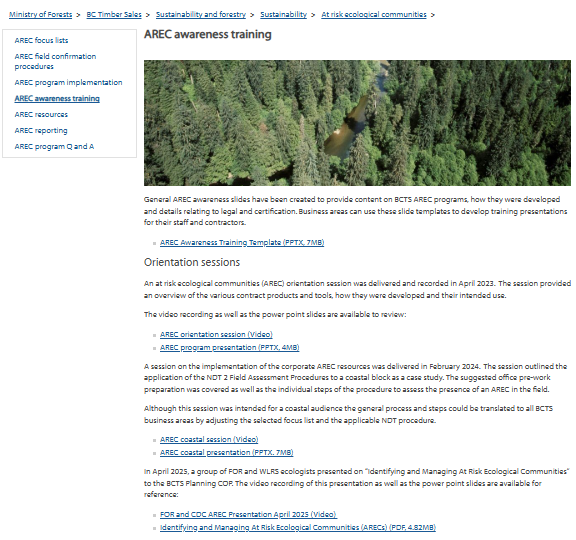 Ministry of Forests > BC Timber Sales > Sustainability and forestry > Sustainability > At risk ecological communities >
AREC focus lists
AREC field confirmation
procedures
AREC program implementation
AREC awareness training
AREC resources
AREC reporting
AREC program Q and A
AREC awareness training
General AREC awareness slides have been created to provide content on BCTS AREC programs, how they were developed
and details relating to legal and certification. Business areas can use these slide templates to develop training presentations
for their staff and contractors.
AREC Awareness Training Template (PPTX, 7MB)
Orientation sessions
An at risk ecological communities (AREC) orientation session was delivered and recorded in April 2023. The session provided
an overview of the various contract products and tools, how they were developed and their intended use.
The video recording as well as the power point slides are available to review:
AREC orientation session (Video)
AREC program presentation (PPTX, 4MB)
A session on the implementation of the corporate AREC resources was delivered in February 2024. The session outlined the
application of the NDT 2 Field Assessment Procedures to a coastal block as a case study. The suggested office pre-work
preparation was covered as well as the individual steps of the procedure to assess the presence of an AREC in the field.
Although this session was intended for a coastal audience the general process and steps could be translated to all BCTS
business areas by adjusting the selected focus list and the applicable NDT procedure.
AREC coastal session (Video)
AREC coastal presentation (PPTX. 7MB)
In April 2025, a group of FOR and WLRS ecologists presented on "Identifying and Managing At Risk Ecological Communities"
to the BCTS Planning COP. The video recording of this presentation as well as the power point slides are available for
reference:
FOR and CDC AREC Presentation April 2025 (Video)
Identifying and Managing At Risk Ecological Communities (ARECs) (PDF, 4.82MB)